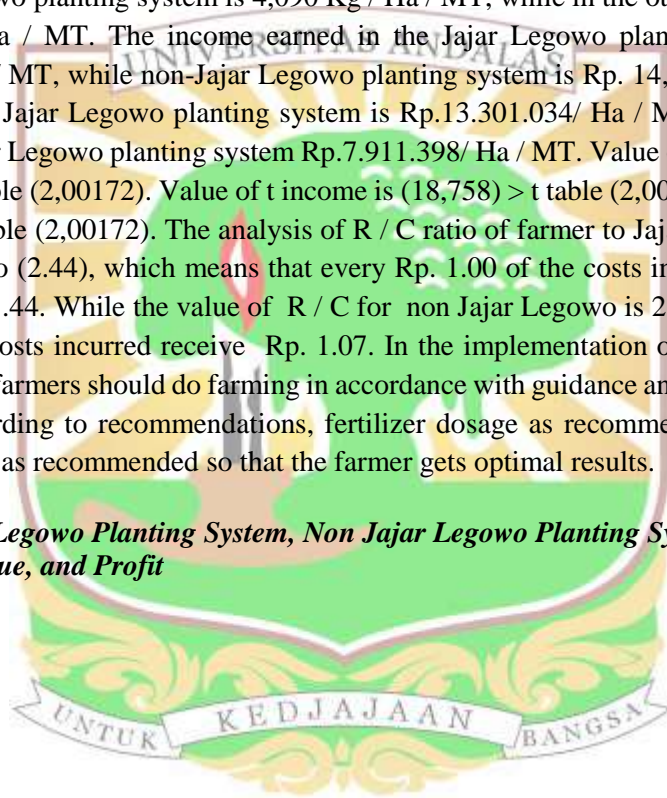 wo planting system is 4,090 Kg / Ha / MT, while in the ou
a / MT. The income earned in the Jajar Legowo plan
/ MT, while non-Jajar Legowo planting system is Rp. 14,
Jajar Legowo planting system is Rp.13.301.034/ Ha / M
r Legowo planting system Rp.7.911.398/ Ha / MT. Value
ble (2,00172). Value of t income is (18,758) > t table (2,00
ble (2,00172). The analysis of R / C ratio of farmer to Jaj
o (2.44), which means that every Rp. 1.00 of the costs in
.44. While the value of R / C for non Jajar Legowo is 2
osts incurred receive Rp. 1.07. In the implementation o
farmers should do farming in accordance with guidance an
rding to recommendations, fertilizer dosage as recomme
as recommended so that the farmer gets optimal results.
Legowo Planting System, Non Jajar Legowo Planting Sy
ue, and Profit
UNIVERSITAS ANDALAS
UNTUK KEDJAJAAN BANGSA